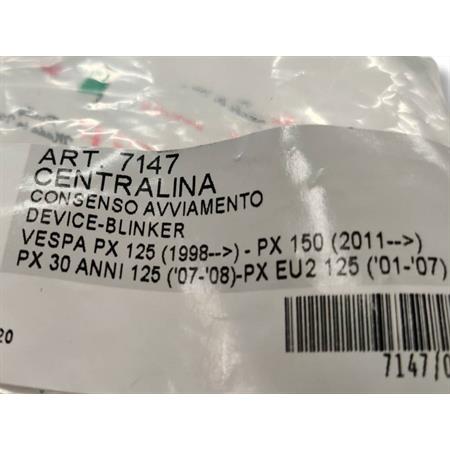 ART. 7147
CENTRALINA
CONSENSO AVVIAMENTO
DEVICE-BLINKER
VESPA PX 125 (1998-->) - PX 150 (2011-->)
PX 30 ANNI 125 ('07-'08)-PX EU2 125 ('01-'07)
20
7147/0